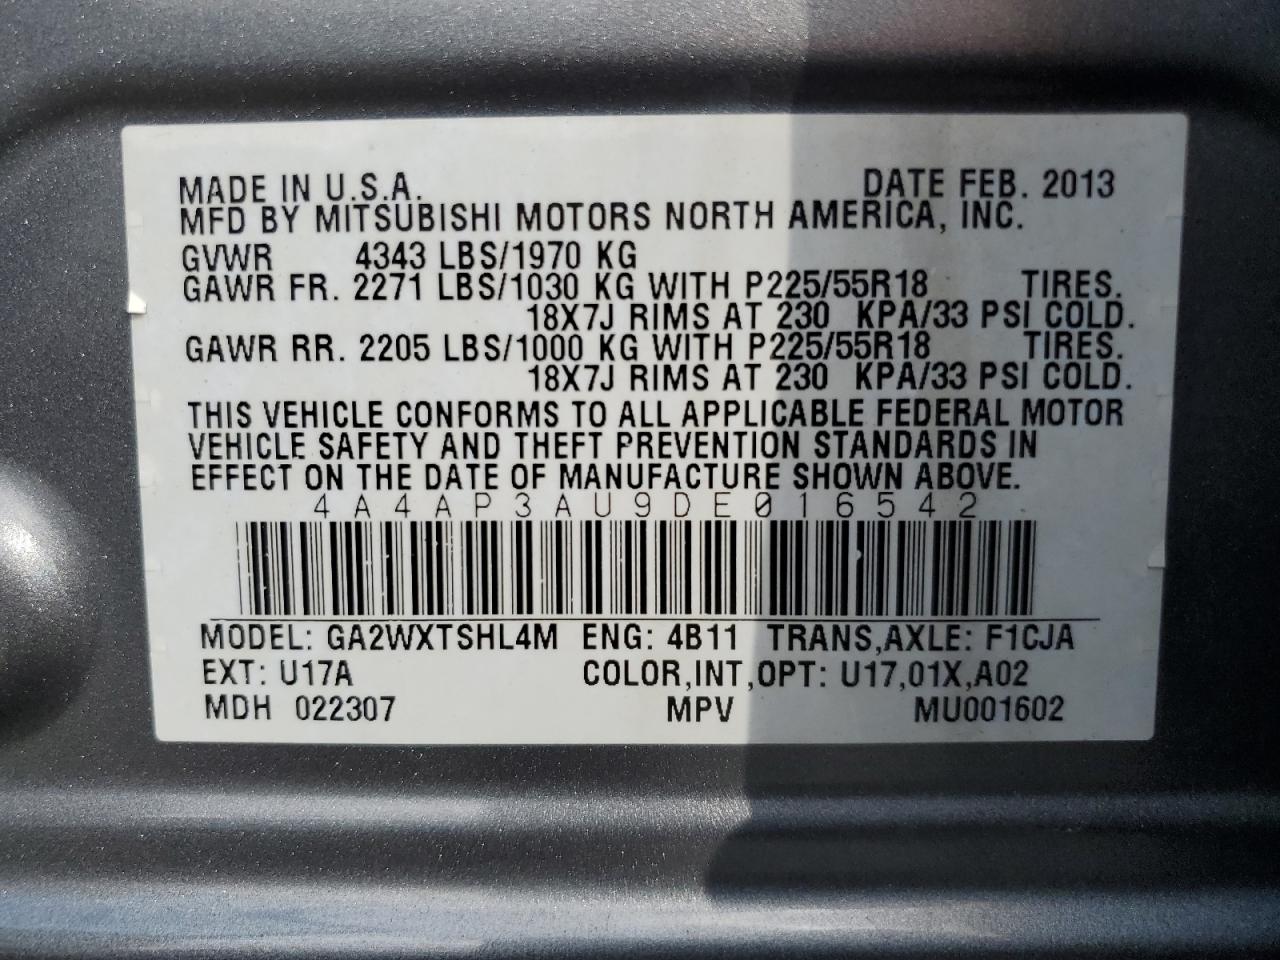 MADE IN U.S.A. DATE FEB. 2013
MFD BY MITSUBISHI MOTORS NORTH AMERICA, INC.
GVWR 4343 LBS/1970 KG
GAWR FR. 2271 LBS/1030 KG WITH P225/55R18 TIRES.
18X7J RIMS AT 230 KPA/33 PSI COLD.
GAWR RR. 2205 LBS/1000 KG WITH P225/55R18 TIRES.
18X7J RIMS AT 230 KPA/33 PSI COLD.
THIS VEHICLE CONFORMS TO ALL APPLICABLE FEDERAL MOTOR
VEHICLE SAFETY AND THEFT PREVENTION STANDARDS IN
EFFECT ON THE DATE OF MANUFACTURE SHOWN ABOVE.
4A4AP3AU9DE016542
MODEL: GA2WXTSHL4M ENG: 4B11 TRANS,AXLE: F1CJA
EXT: U17A COLOR,INT,OPT: U17,01X,A02
MDH 022307 MPV MU001602